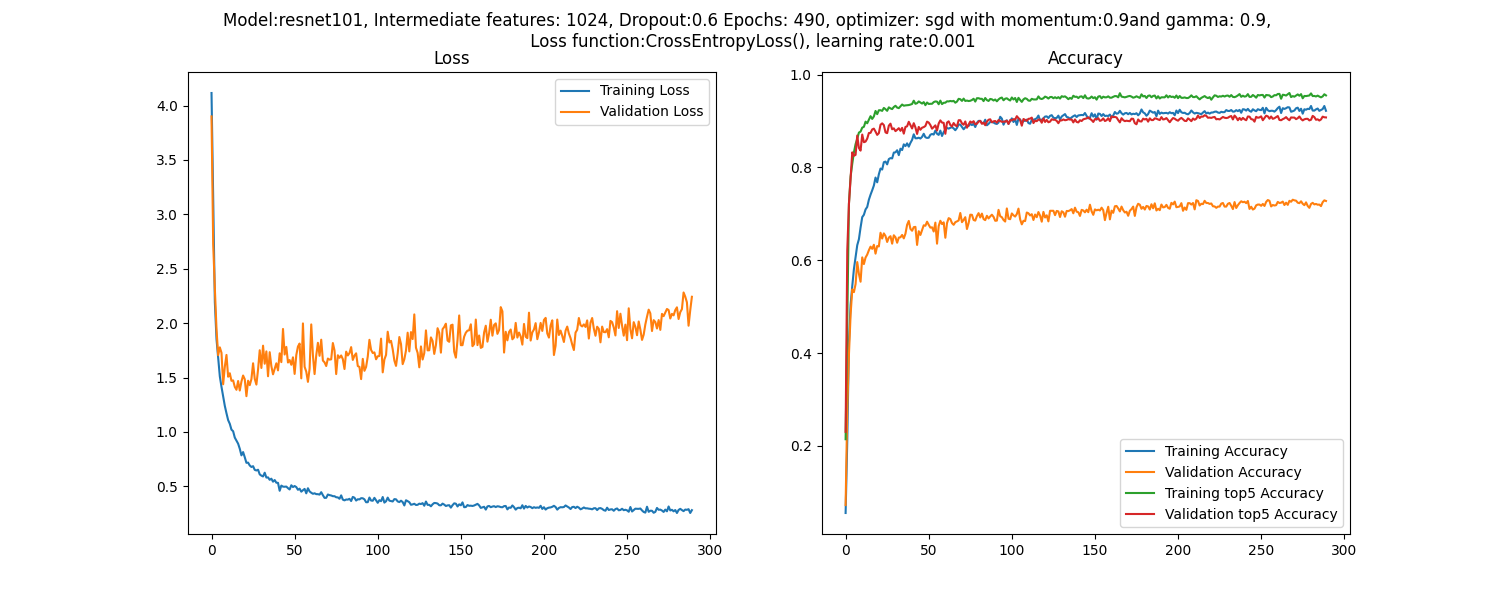 Model:resnet101, Intermediate features: 1024, Dropout:0.6 Epochs: 490, optimizer: sgd with momentum:0.9and gamma: 0.9,
Loss function:CrossEntropyLoss(), learning rate:0.001
Loss
4.0
3.5
3.0
2.5
2.0
1.5
1.0
0.5
0
50
100
150
200
250
300
Training Loss
Validation Loss
Accuracy
1.0
0.8
0.6
0.4
0.2
0
50
100
150
200
250
300
Training Accuracy
Validation Accuracy
Training top5 Accuracy
Validation top5 Accuracy